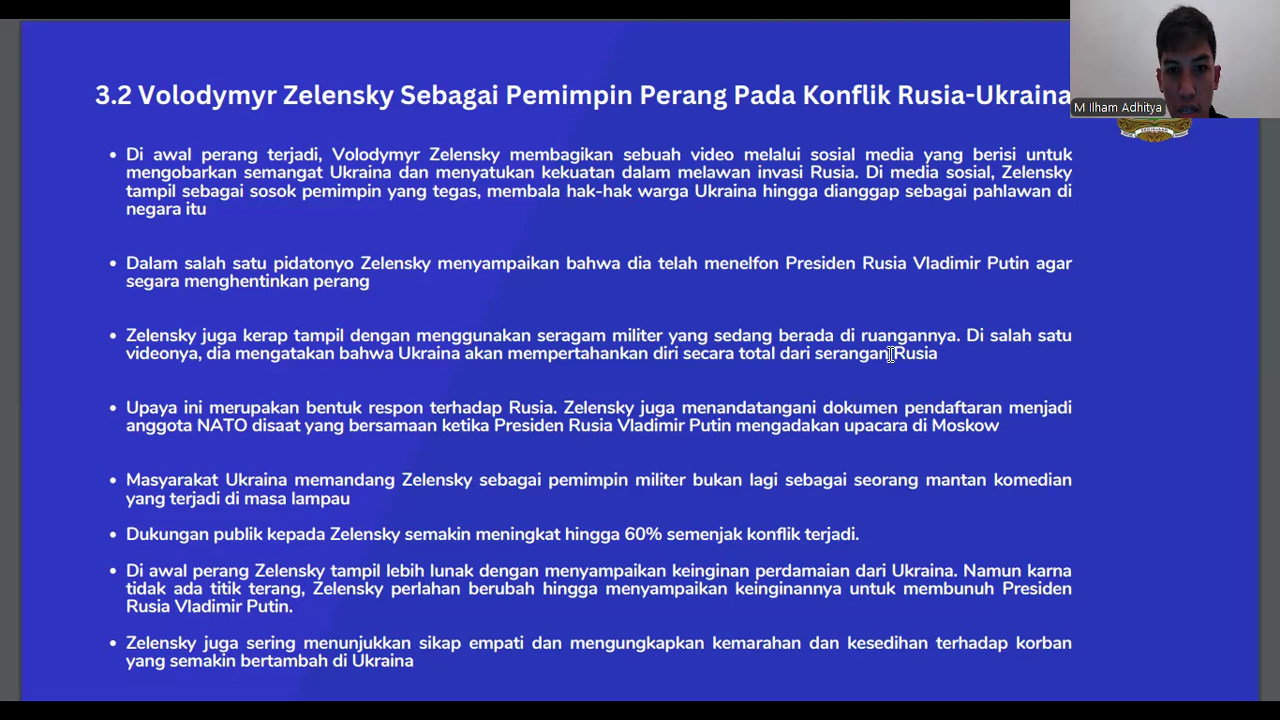 3.2 Volodymyr Zelensky Sebagai Pemimpin Perang Pada Konflik Rusia-Ukraina
M Ilham Adhitya
• Di awal perang terjadi, Volodymyr Zelensky membagikan sebuah video melalui sosial media yang berisi untuk
mengobarkan semangat Ukraina dan menyatukan kekuatan dalam melawan invasi Rusia. Di media sosial, Zelensky
tampil sebagai sosok pemimpin yang tegas, membala hak-hak warga Ukraina hingga dianggap sebagai pahlawan di
negara itu
• Dalam salah satu pidatonyo Zelensky menyampaikan bahwa dia telah menelfon Presiden Rusia Vladimir Putin agar
segara menghentinkan perang
• Zelensky juga kerap tampil dengan menggunakan seragam militer yang sedang berada di ruangannya. Di salah satu
videonya, dia mengatakan bahwa Ukraina akan mempertahankan diri secara total dari serangan Rusia
• Upaya ini merupakan bentuk respon terhadap Rusia. Zelensky juga menandatangani dokumen pendaftaran menjadi
anggota NATO disaat yang bersamaan ketika Presiden Rusia Vladimir Putin mengadakan upacara di Moskow
• Masyarakat Ukraina memandang Zelensky sebagai pemimpin militer bukan lagi sebagai seorang mantan komedian
yang terjadi di masa lampau
• Dukungan publik kepada Zelensky semakin meningkat hingga 60% semenjak konflik terjadi.
• Di awal perang Zelensky tampil lebih lunak dengan menyampaikan keinginan perdamaian dari Ukraina. Namun karna
tidak ada titik terang, Zelensky perlahan berubah hingga menyampaikan keinginannya untuk membunuh Presiden
Rusia Vladimir Putin.
• Zelensky juga sering menunjukkan sikap empati dan mengungkapkan kemarahan dan kesedihan terhadap korban
yang semakin bertambah di Ukraina